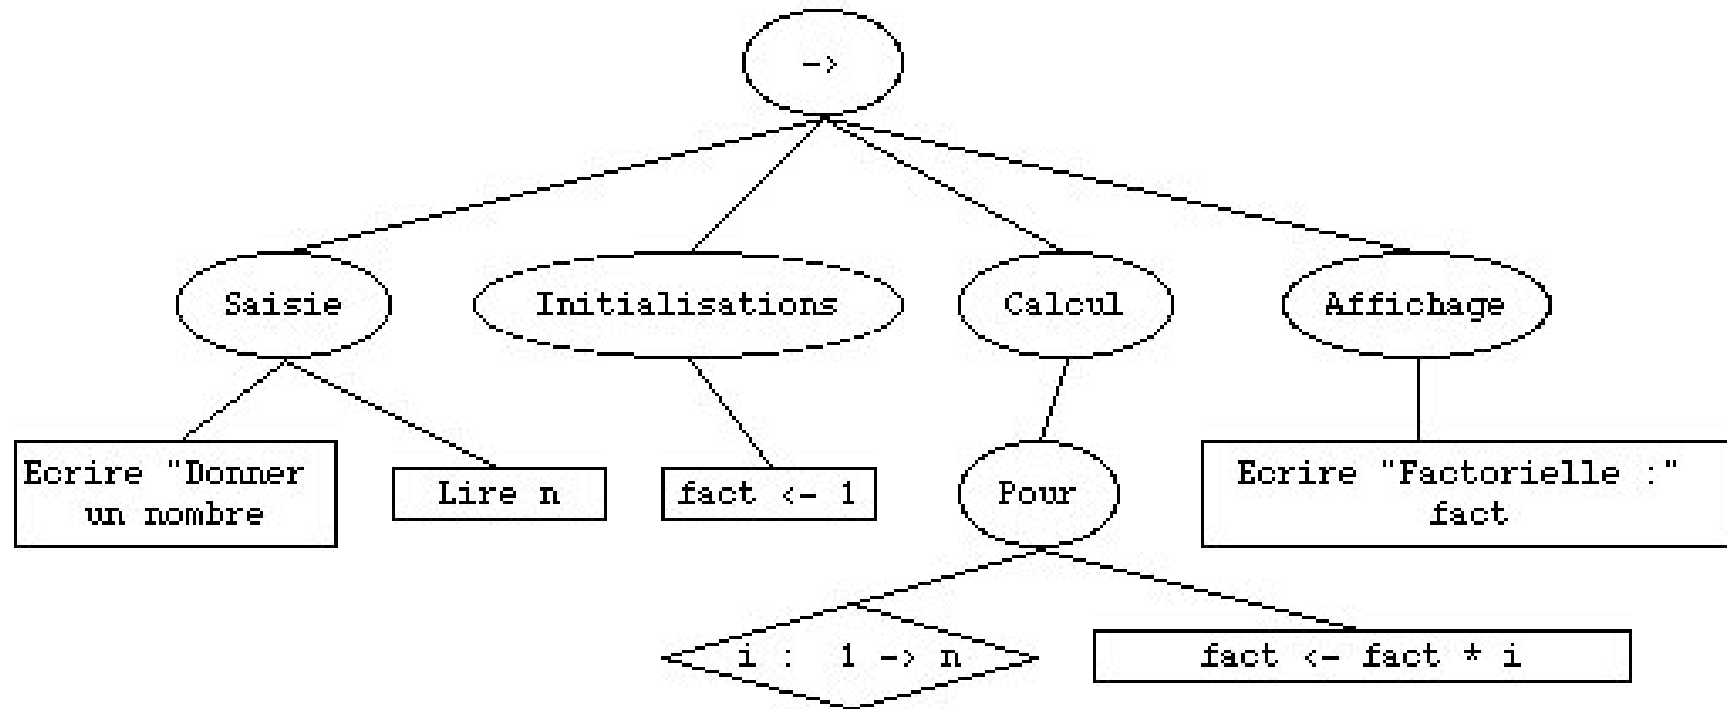 ->
Saisie
Initialisations
Calcul
Affichage
Ecrire "Donner
un nombre
Lire n
fact <- 1
Pour
Ecrire "Factorielle :"
fact
i : 1 -> n
fact <- fact * i